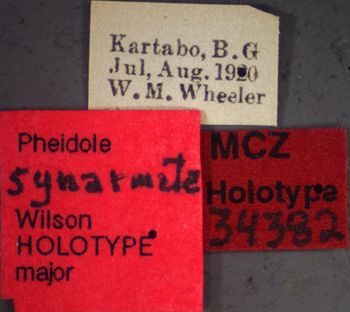 Kartabo, B.G
Jul, Aug. 1920
W. M. Wheeler
Pheidole
synarmata
Wilson
HOLOTYPE
major
MCZ
Holotype
34382